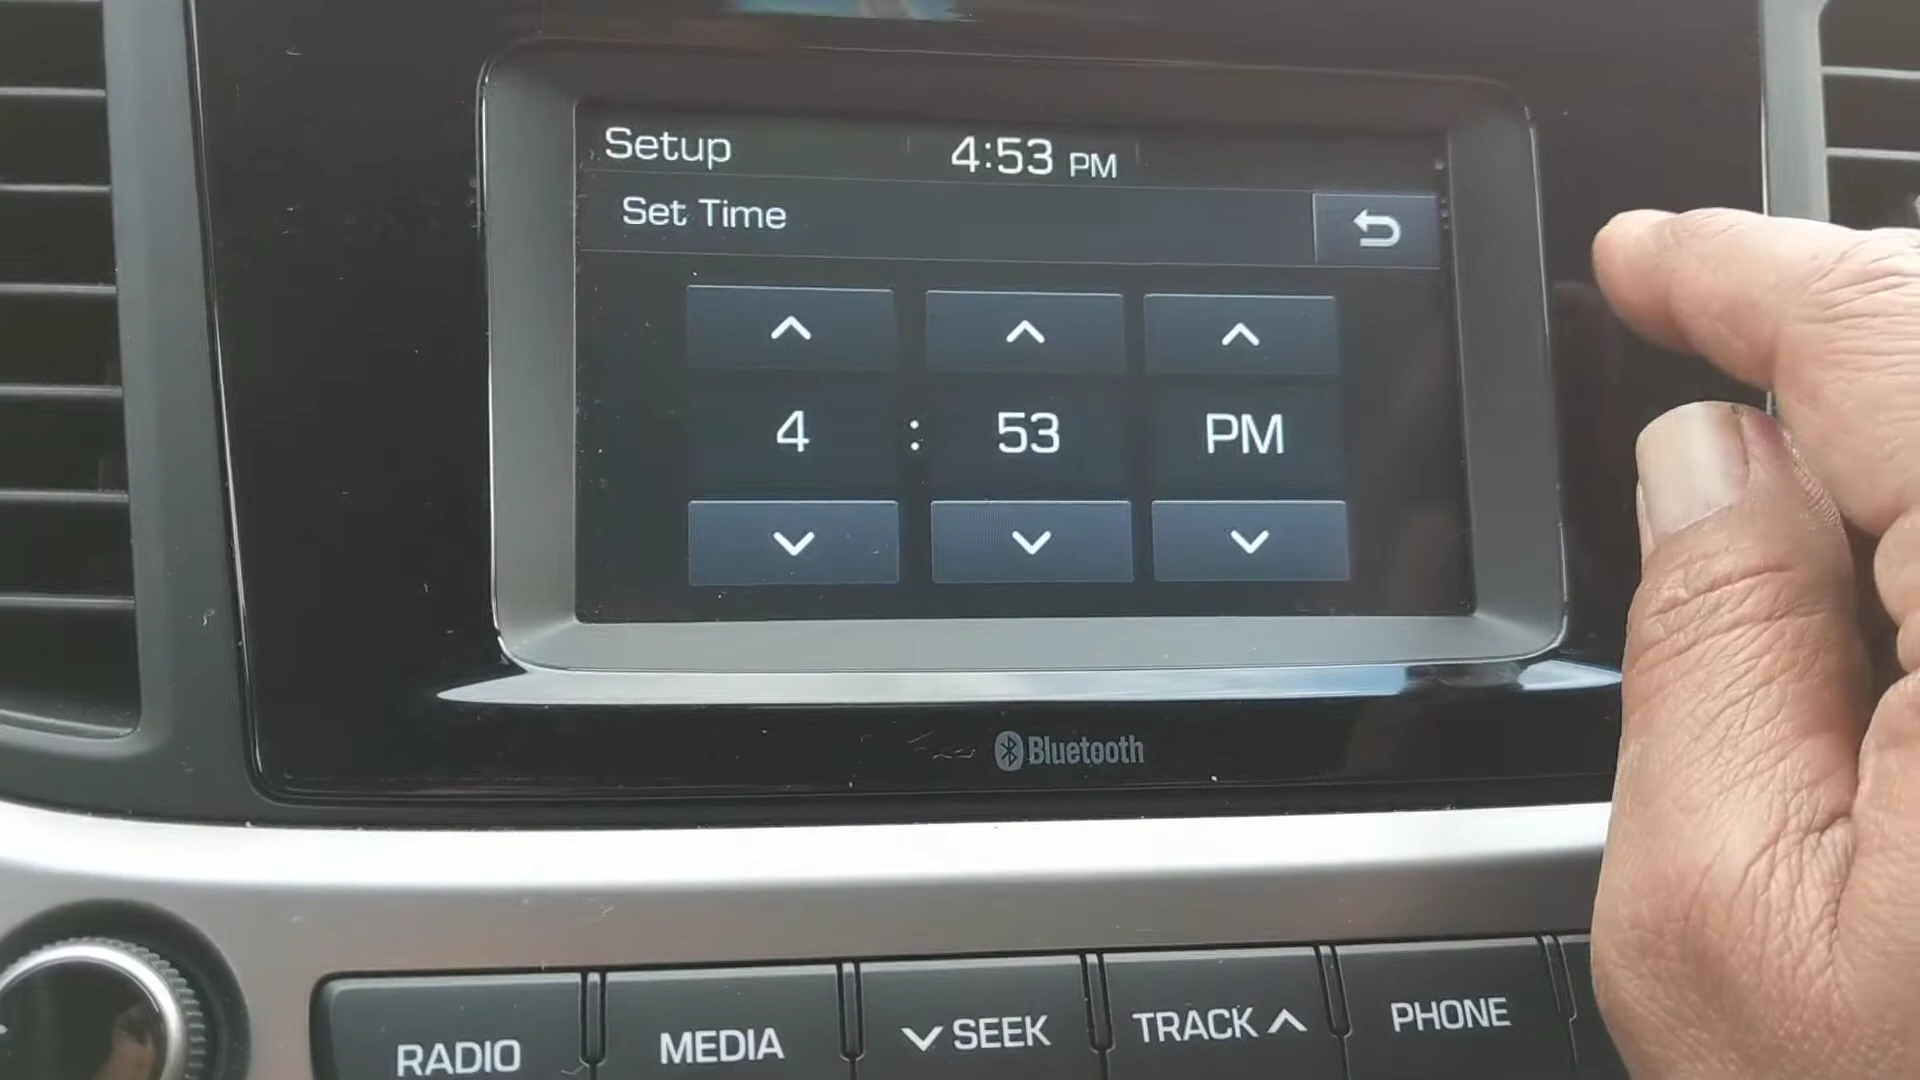 Setup
4:53 PM
Set Time
4 : 53 PM
Bluetooth
RADIO
MEDIA
SEEK
TRACK
PHONE